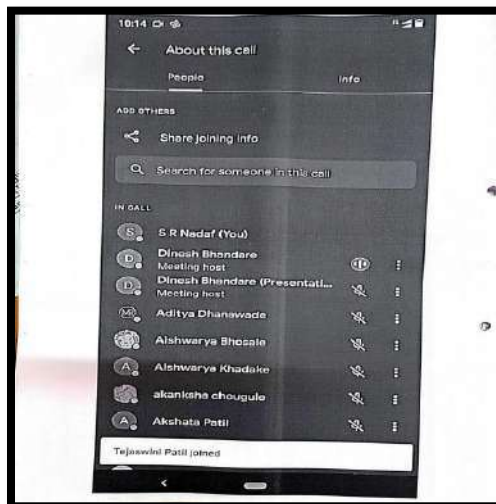 10:14
About this call
People Info
ADD OTHERS
Share joining info
Search for someone in this call
IN CALL
S S R Nadaf (You)
D Dinesh Bhandare
Meeting host
D Dinesh Bhandare (Presentati...
Meeting host
Aditya Dhanawade
Aishwarya Bhosale
A Aishwarya Khadake
akanksha chougule
A Akshata Patil
Tejaswini Patil joined